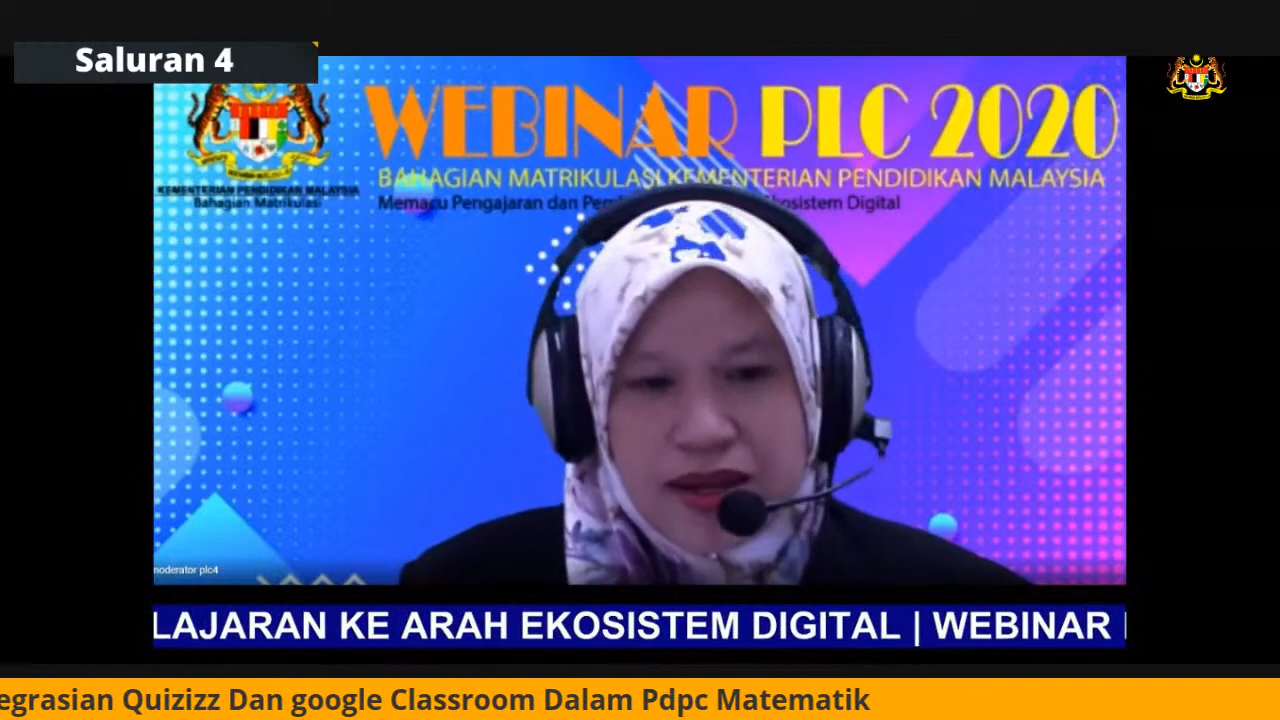 Saluran 4
WEBINAR PLC 2020
BAHAGIAN MATRIKULASI KEMENTERIAN PENDIDIKAN MALAYSIA
KEMENTERIAN PENDIDIKAN MALAYSIA
Bahagian Matrikulasi
Memacu Pengajaran dan Ekosistem Digital
moderator plc4
LAJARAN KE ARAH EKOSISTEM DIGITAL | WEBINAR
egrasian Quizizz Dan google Classroom Dalam Pdpc Matematik